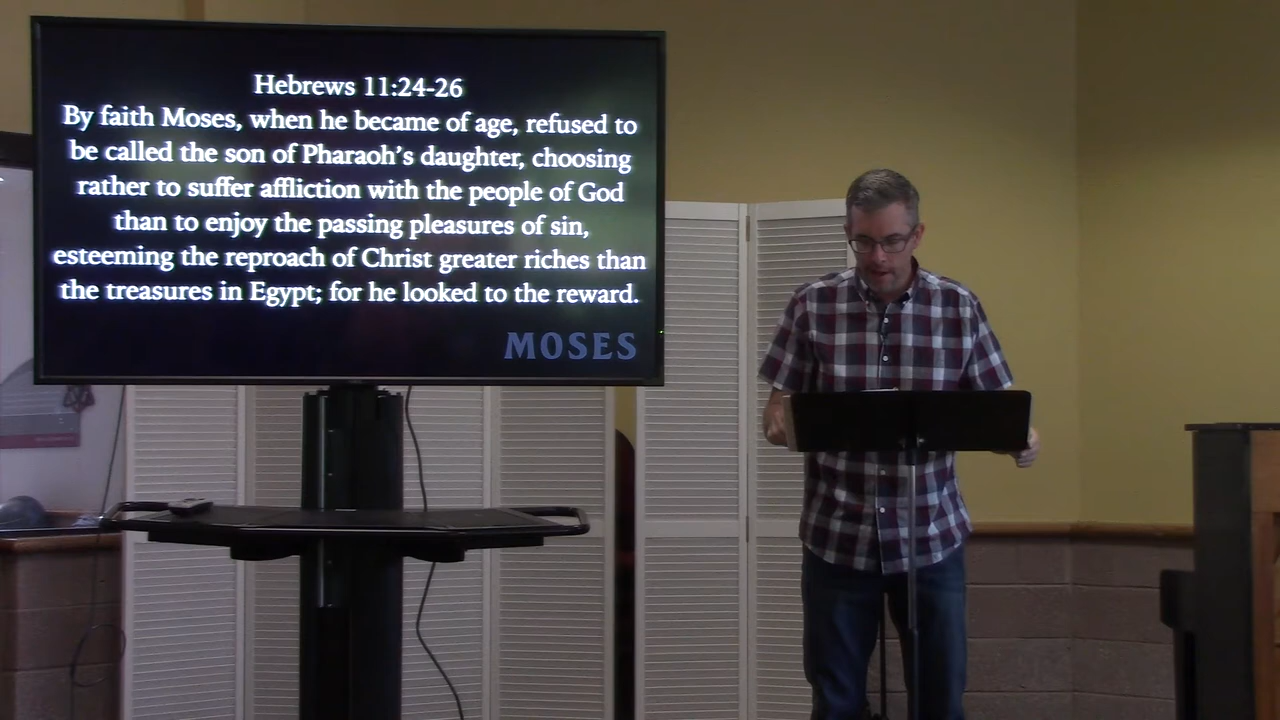 Hebrews 11:24-26
By faith Moses, when he became of age, refused to
be called the son of Pharaoh's daughter, choosing
rather to suffer affliction with the people of God
than to enjoy the passing pleasures of sin,
esteeming the reproach of Christ greater riches than
the treasures in Egypt; for he looked to the reward.
MOSES